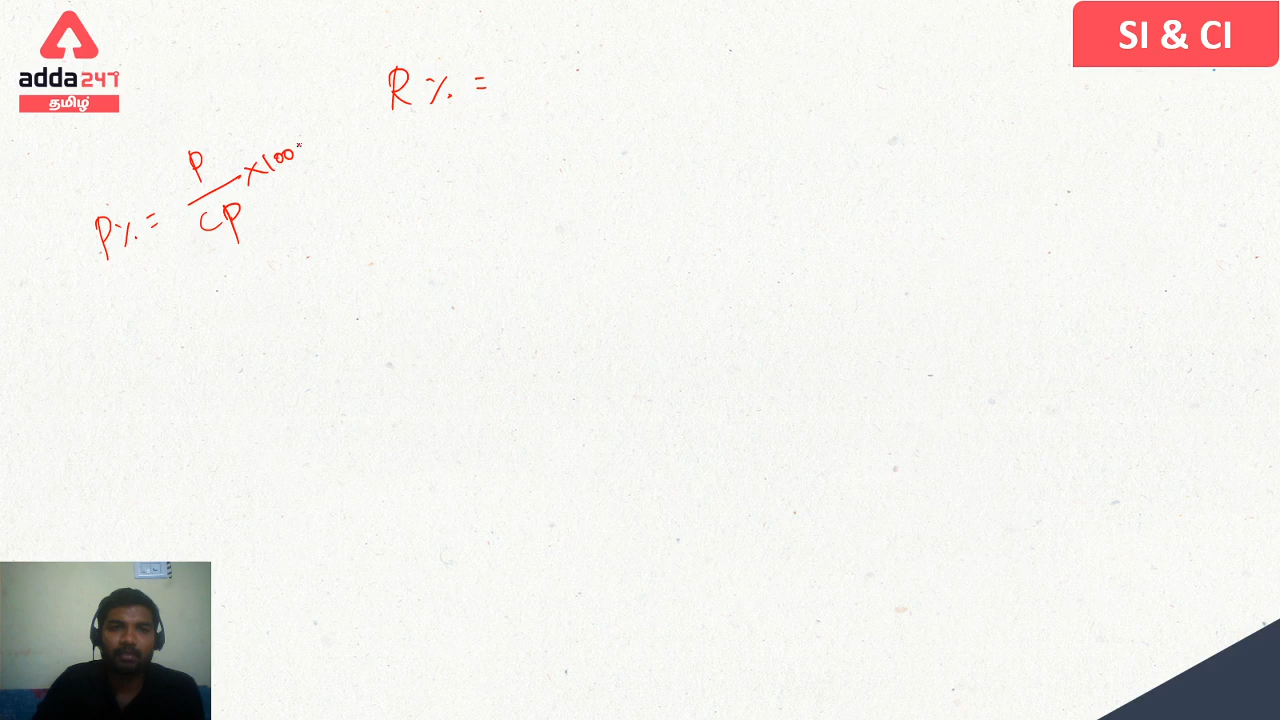 adda247
தமிழ்
SI & CI
R % =
P % = P / CP × 100